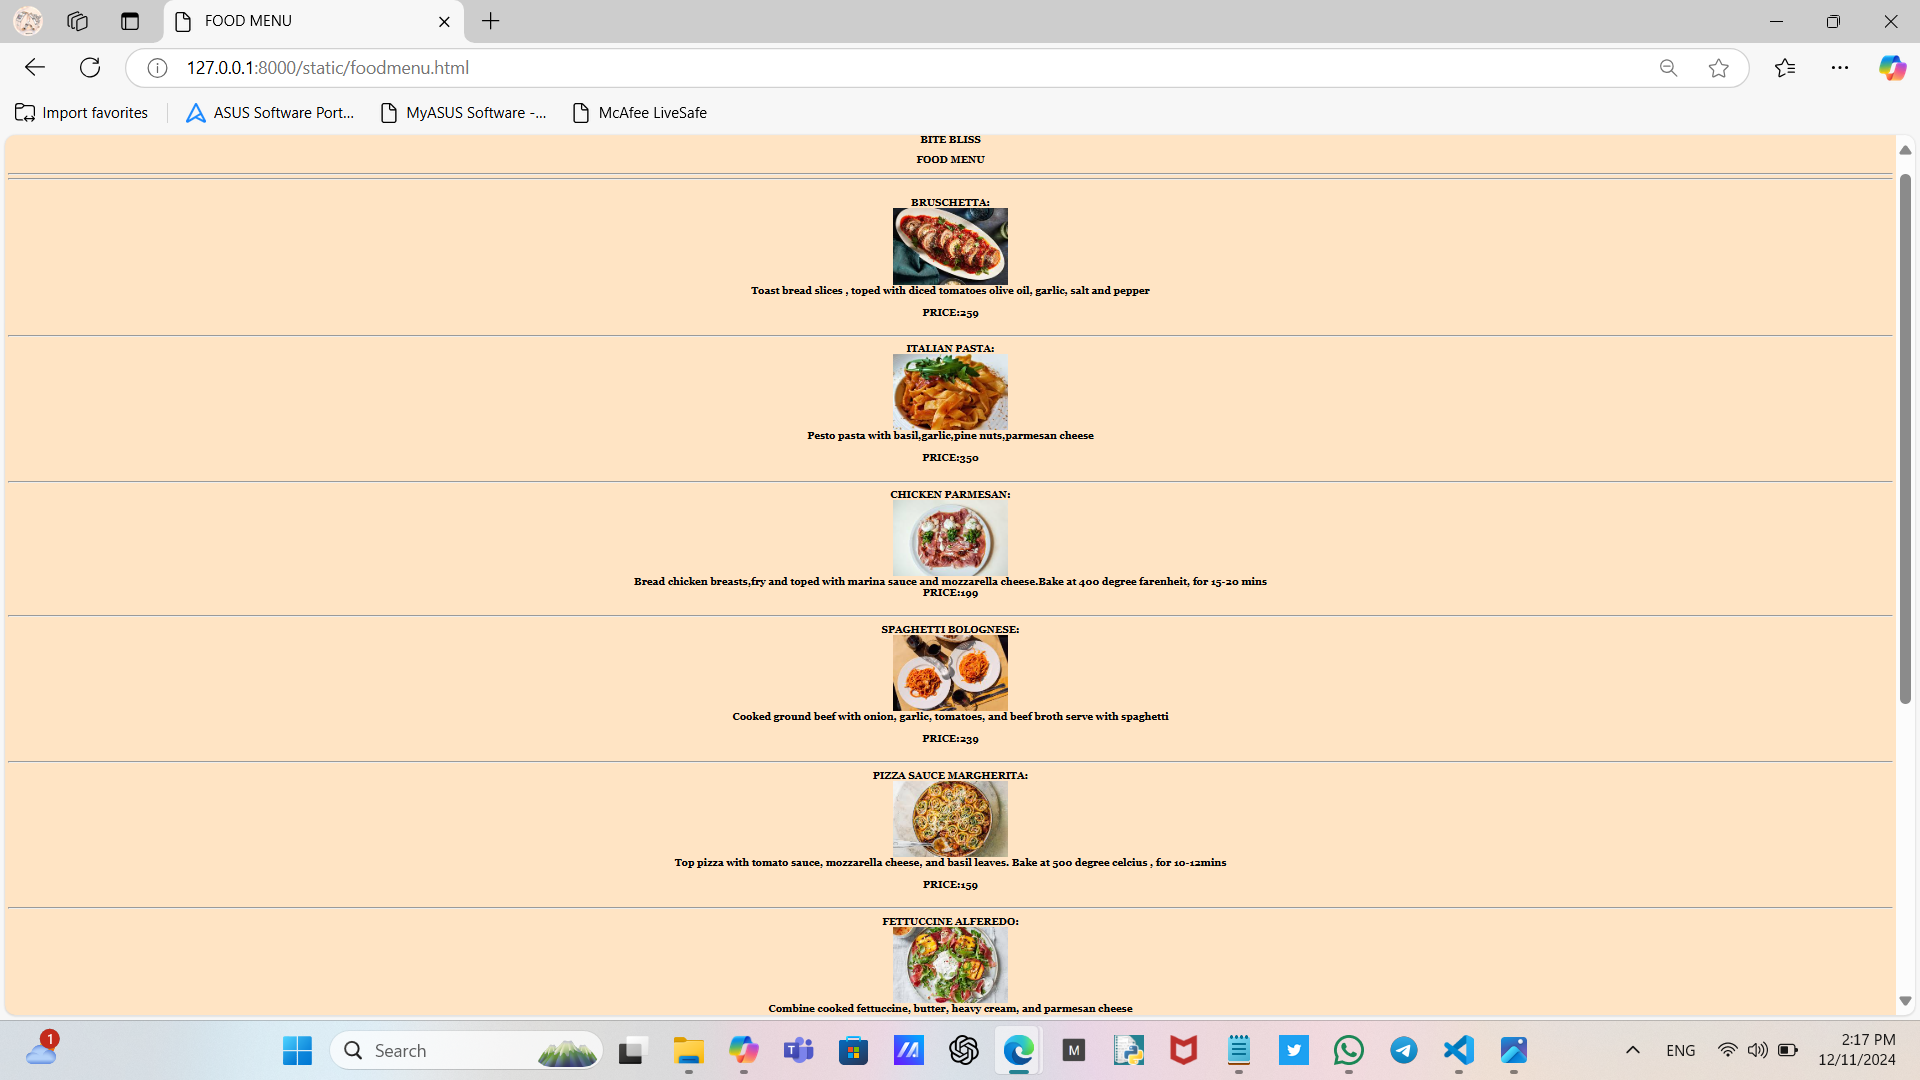 FOOD MENU
127.0.0.1:8000/static/foodmenu.html
Import favorites
ASUS Software Port...
MyASUS Software -...
McAfee LiveSafe
BITE BLISS
FOOD MENU
BRUSCHETTA:
Toast bread slices , toped with diced tomatoes olive oil, garlic, salt and pepper
PRICE:259
ITALIAN PASTA:
Pesto pasta with basil,garlic,pine nuts,parmesan cheese
PRICE:350
CHICKEN PARMESAN:
Bread chicken breasts,fry and toped with marina sauce and mozzarella cheese.Bake at 400 degree farenheit, for 15-20 mins
PRICE:199
SPAGHETTI BOLOGNESE:
Cooked ground beef with onion, garlic, tomatoes, and beef broth serve with spaghetti
PRICE:239
PIZZA SAUCE MARGHERITA:
Top pizza with tomato sauce, mozzarella cheese, and basil leaves. Bake at 500 degree celcius , for 10-12mins
PRICE:159
FETTUCCINE ALFEREDO:
Combine cooked fettuccine, butter, heavy cream, and parmesan cheese
1
Search
M
ENG
2:17 PM
12/11/2024